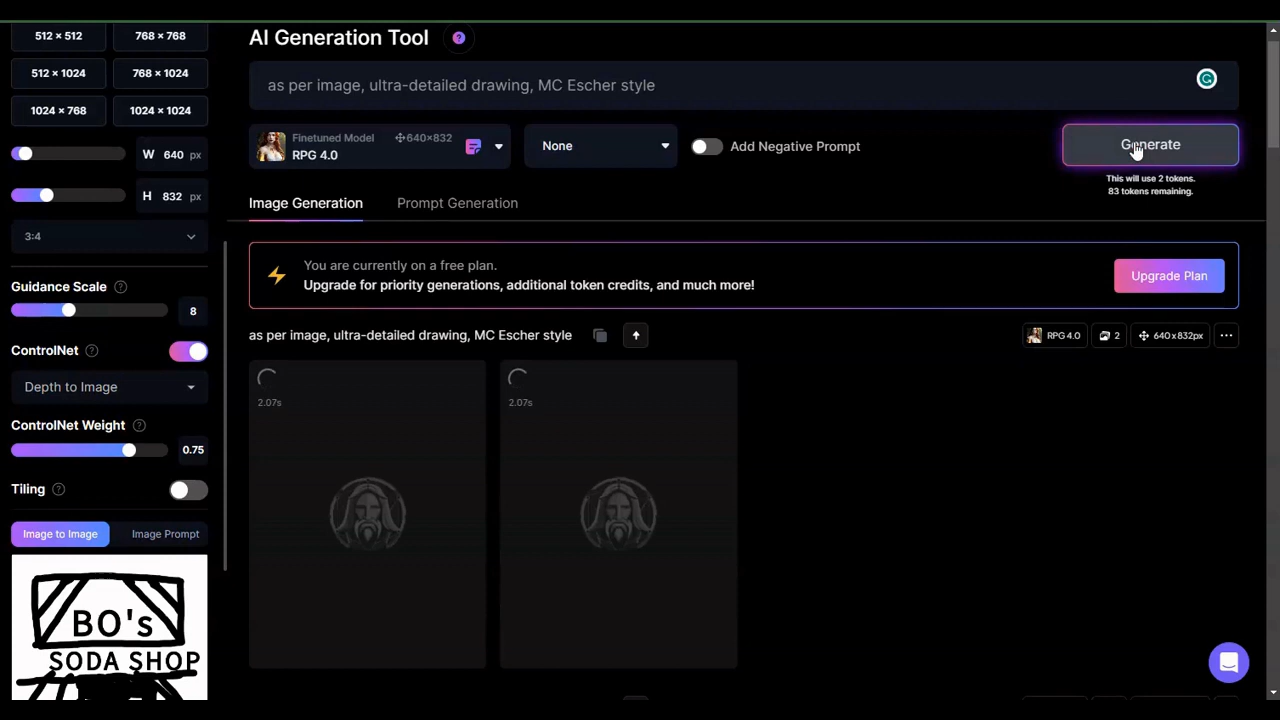 512 × 512
768 × 768
512 × 1024
768 × 1024
1024 × 768
1024 × 1024
W 640 px
H 832 px
3:4
Guidance Scale ?
8
ControlNet ?
Depth to Image
ControlNet Weight ?
0.75
Tiling ?
Image to Image
Image Prompt
BO's
SODA SHOP
AI Generation Tool ?
as per image, ultra-detailed drawing, MC Escher style
Finetuned Model 640×832
RPG 4.0
None
Add Negative Prompt
Generate
This will use 2 tokens.
83 tokens remaining.
Image Generation
Prompt Generation
You are currently on a free plan.
Upgrade for priority generations, additional token credits, and much more!
Upgrade Plan
as per image, ultra-detailed drawing, MC Escher style
RPG 4.0
2
640x832px
2.07s
2.07s